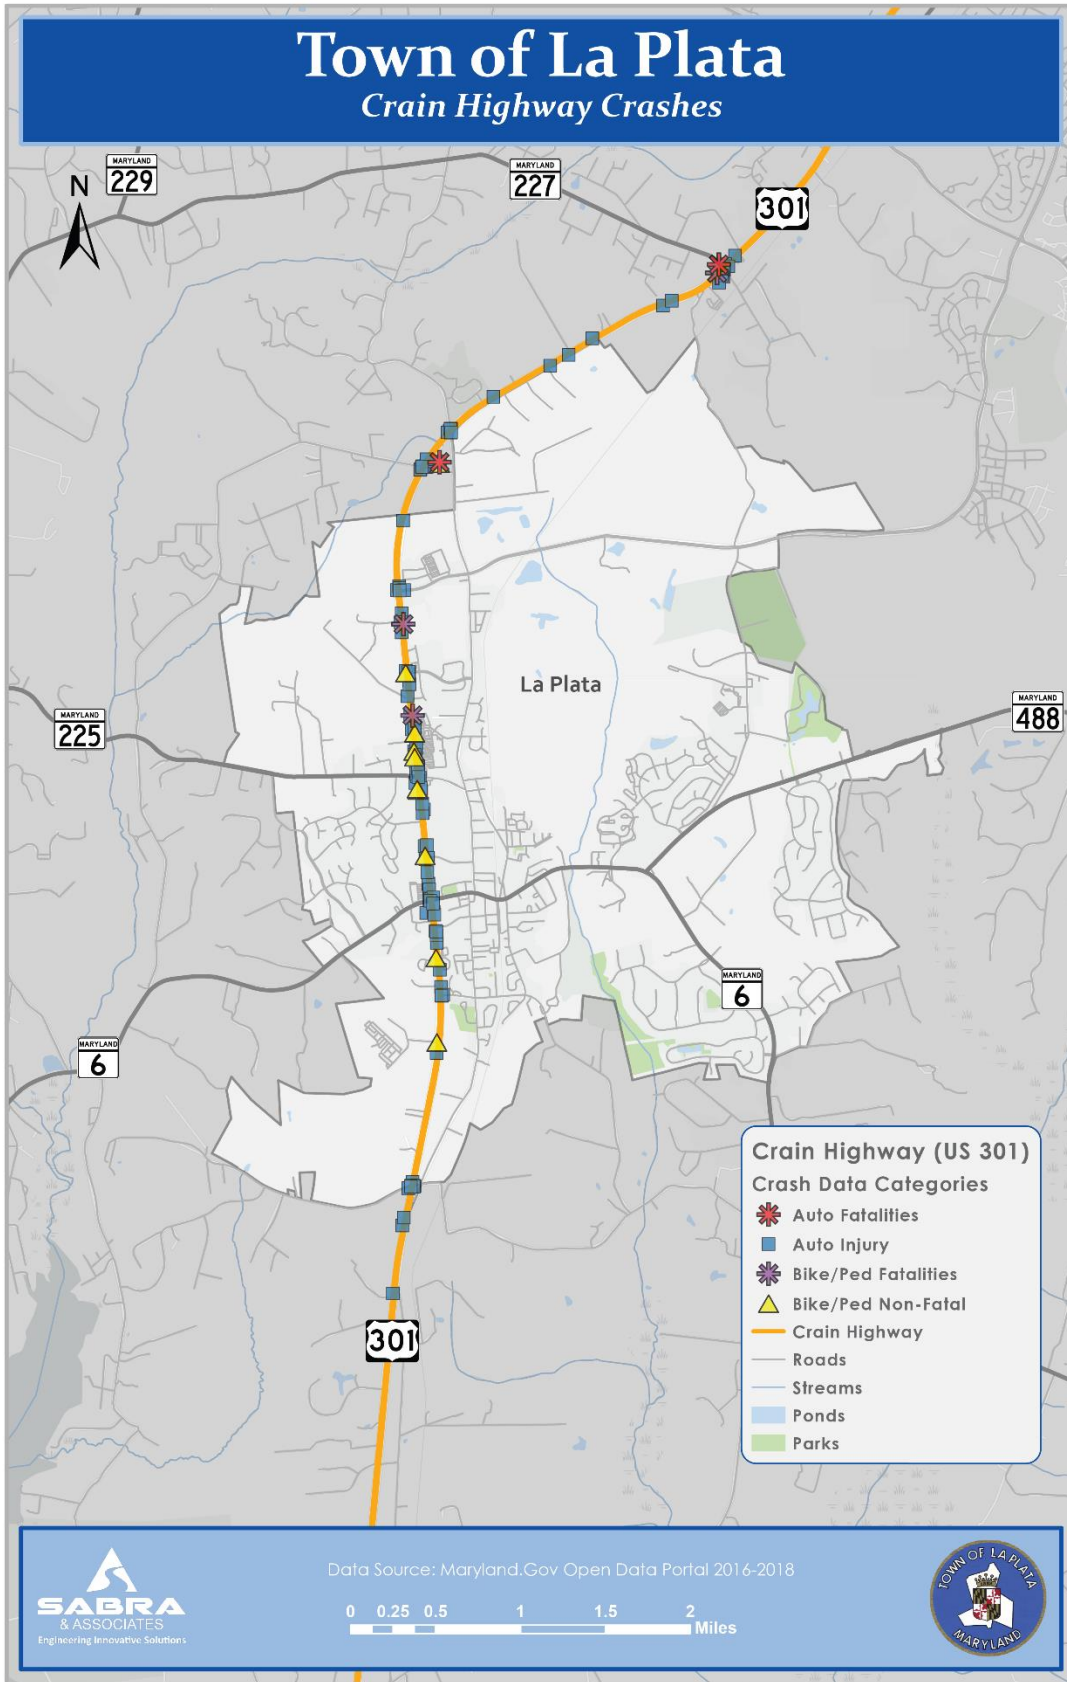 Town of La Plata
Crain Highway Crashes
MARYLAND
229
MARYLAND
227
N
301
La Plata
MARYLAND
225
MARYLAND
488
MARYLAND
6
MARYLAND
6
Crain Highway (US 301)
Crash Data Categories
Auto Fatalities
Auto Injury
Bike/Ped Fatalities
Bike/Ped Non-Fatal
Crain Highway
Roads
Streams
Ponds
Parks
301
SABRA
& ASSOCIATES
Engineering Innovative Solutions
Data Source: Maryland.Gov Open Data Portal 2016-2018
0 0.25 0.5 1 1.5 2
Miles
TOWN OF LA PLATA
MARYLAND